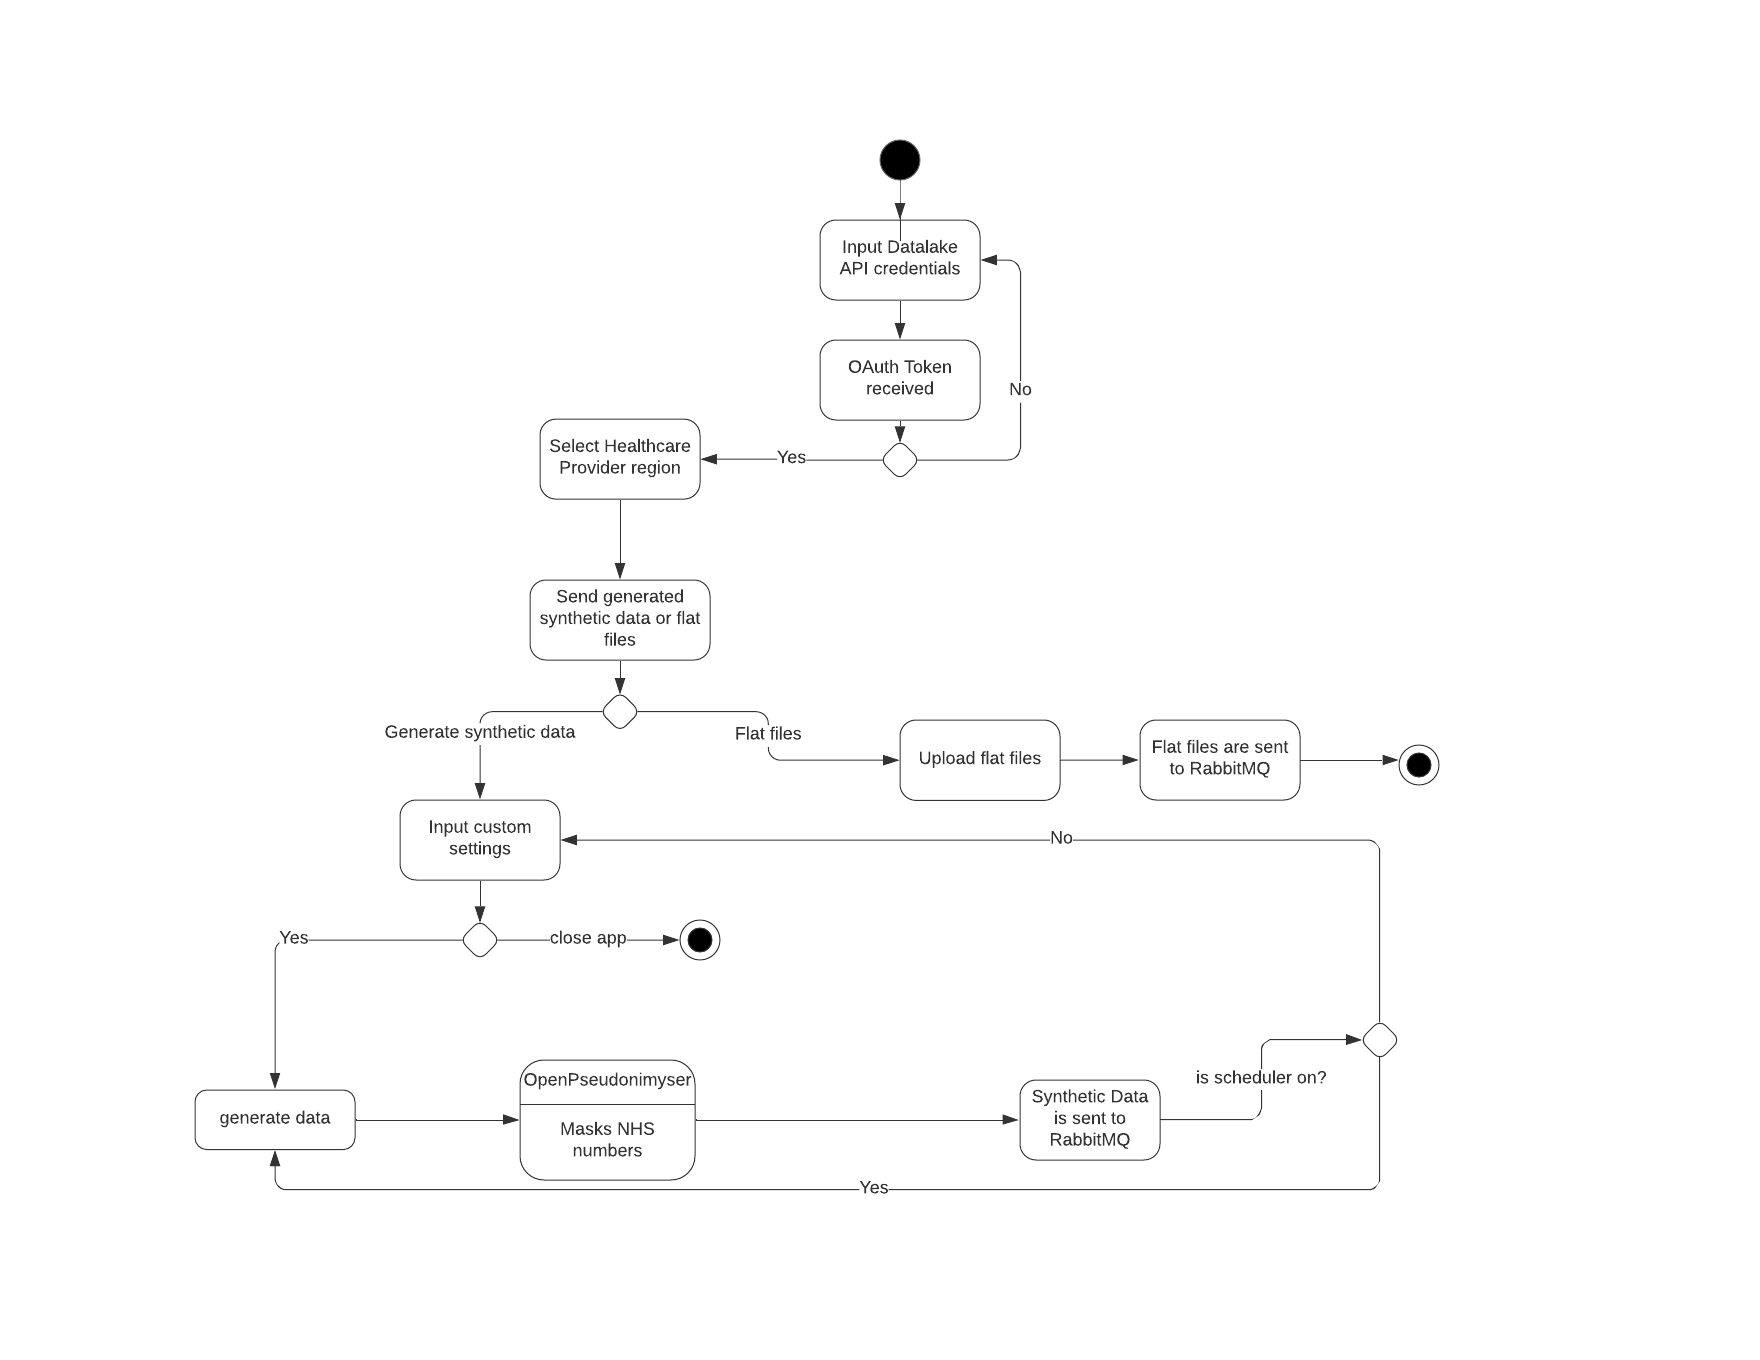 Input Datalake
API credentials
OAuth Token
received
No
Select Healthcare
Provider region
Yes
Send generated
synthetic data or flat
files
Generate synthetic data
Flat files
Upload flat files
Flat files are sent
to RabbitMQ
Input custom
settings
No
Yes
close app
is scheduler on?
generate data
OpenPseudonimyser
Masks NHS
numbers
Synthetic Data
is sent to
RabbitMQ
Yes